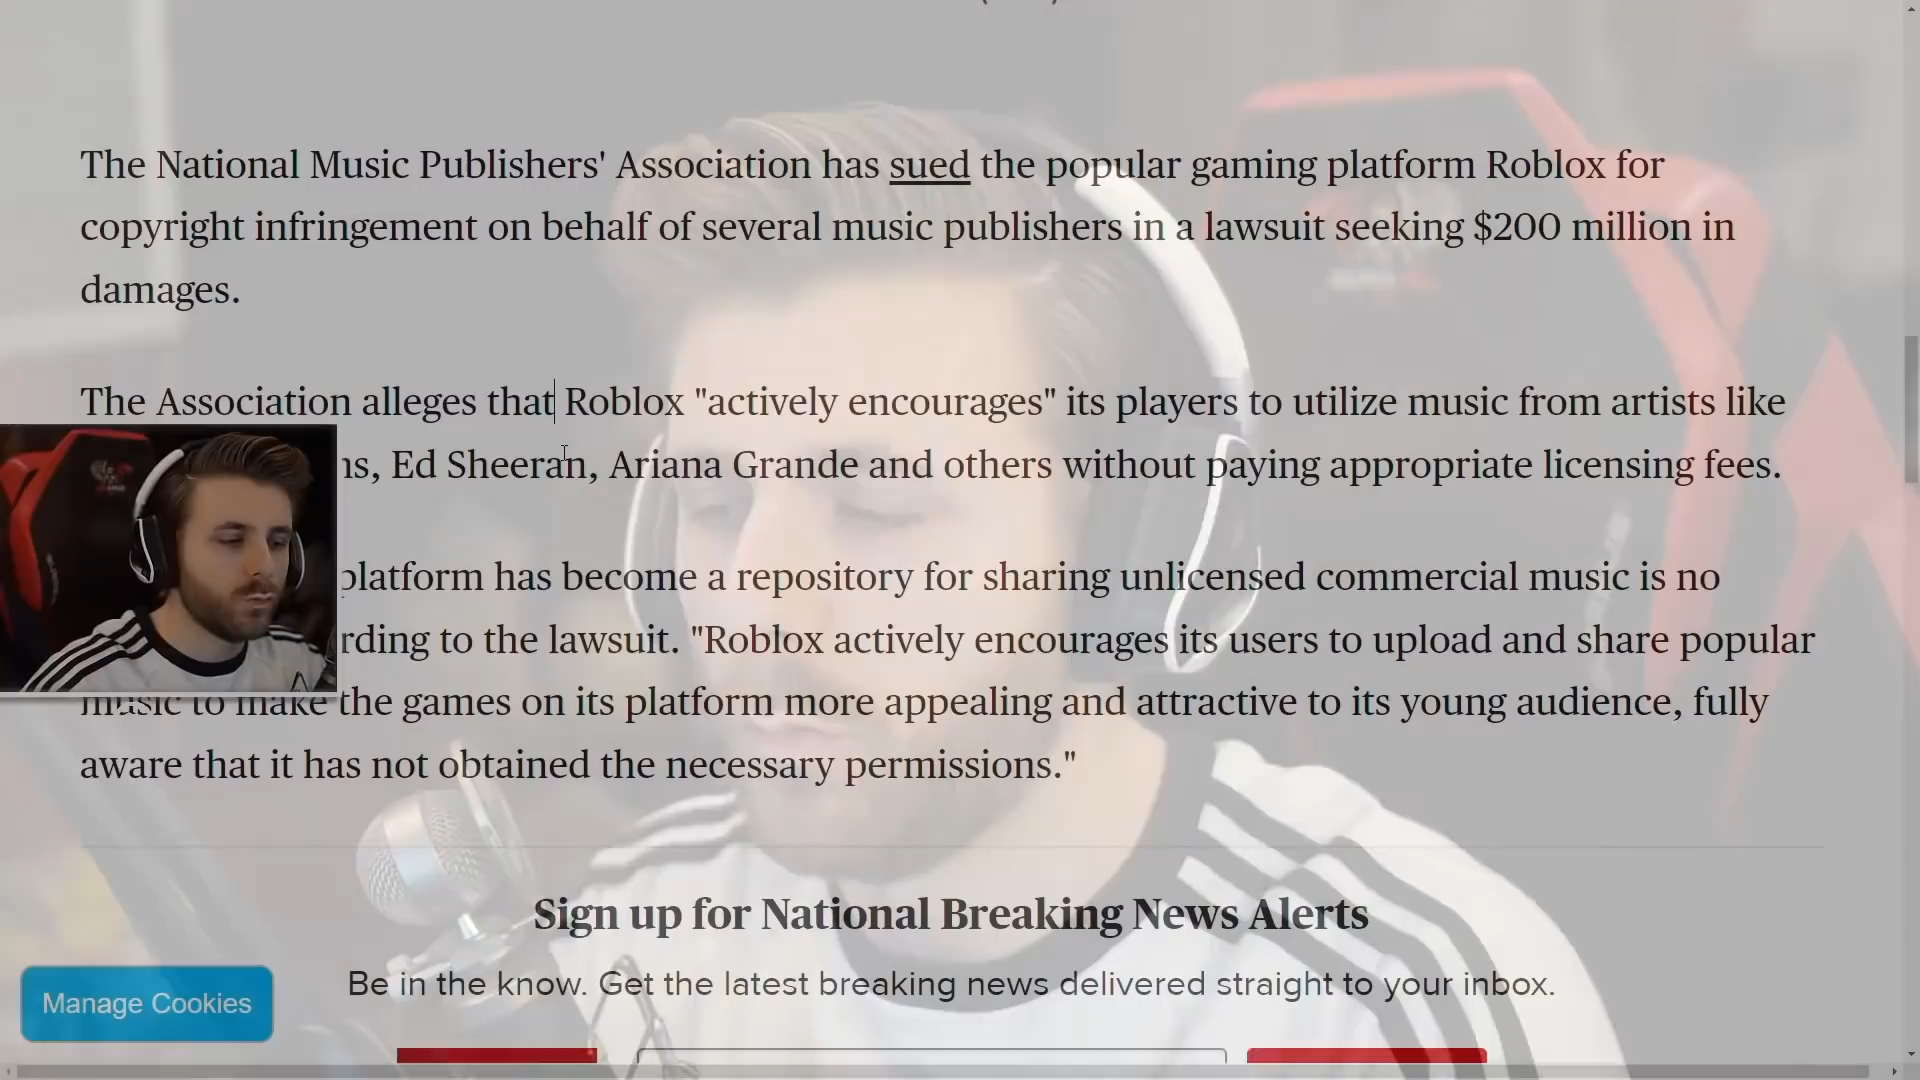 The National Music Publishers' Association has sued the popular gaming platform Roblox for
copyright infringement on behalf of several music publishers in a lawsuit seeking $200 million in
damages.
The Association alleges that Roblox "actively encourages" its players to utilize music from artists like
ns, Ed Sheeran, Ariana Grande and others without paying appropriate licensing fees.
platform has become a repository for sharing unlicensed commercial music is no
rding to the lawsuit. "Roblox actively encourages its users to upload and share popular
music to make the games on its platform more appealing and attractive to its young audience, fully
aware that it has not obtained the necessary permissions."
Sign up for National Breaking News Alerts
Be in the know. Get the latest breaking news delivered straight to your inbox.
Manage Cookies